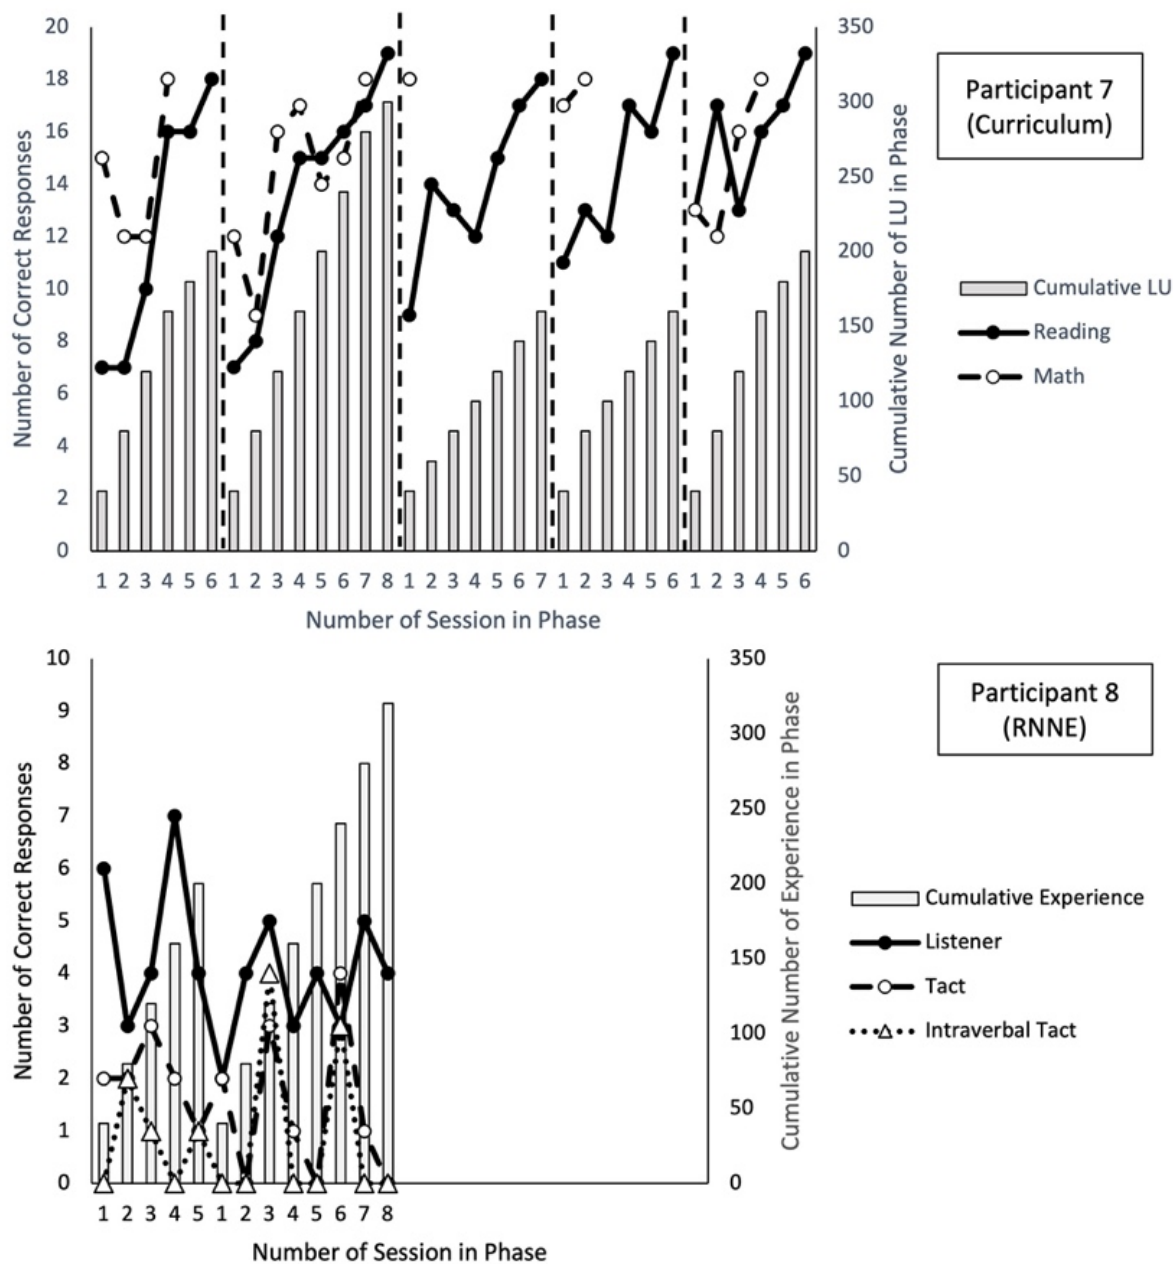 20
18
16
14
12
10
8
6
4
2
0
Number of Correct Responses
350
300
250
200
150
100
50
0
Cumulative Number of LU in Phase
1 2 3 4 5 6 1 2 3 4 5 6 7 8 1 2 3 4 5 6 7 1 2 3 4 5 6 1 2 3 4 5 6
Number of Session in Phase
Participant 7
(Curriculum)
Cumulative LU
Reading
Math
10
9
8
7
6
5
4
3
2
1
0
Number of Correct Responses
350
300
250
200
150
100
50
0
Cumulative Number of Experience in Phase
1 2 3 4 5 1 2 3 4 5 6 7 8
Number of Session in Phase
Participant 8
(RNNE)
Cumulative Experience
Listener
Tact
Intraverbal Tact